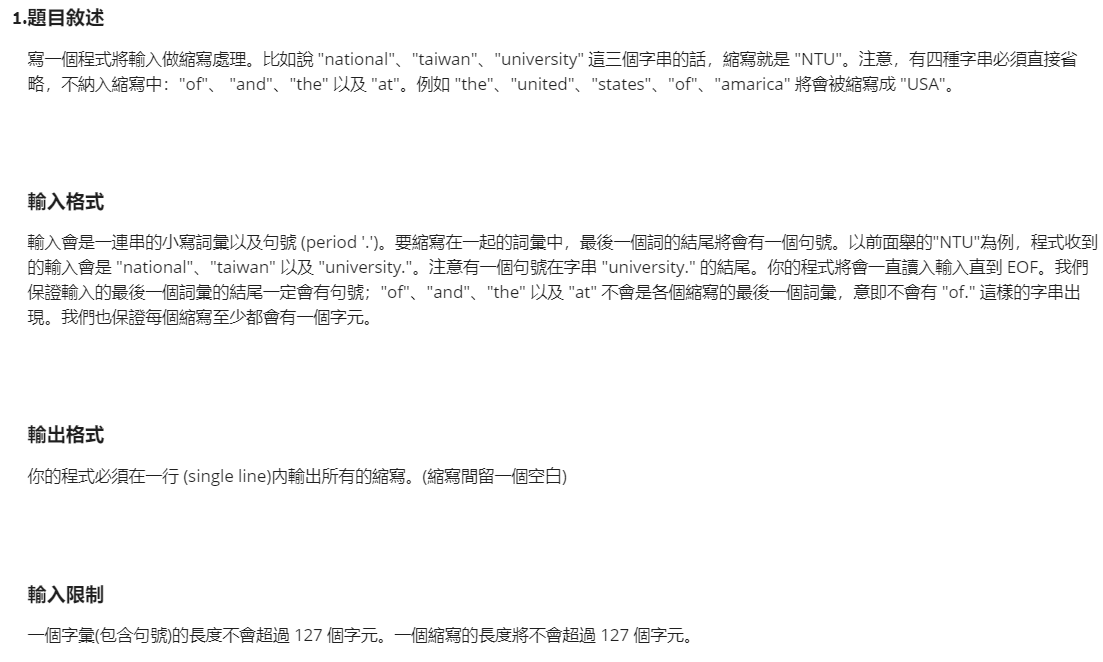 1.題目敘述
寫一個程式將輸入做縮寫處理。比如說 "national"、"taiwan"、"university" 這三個字串的話，縮寫就是 "NTU"。注意，有四種字串必須直接省
略，不納入縮寫中："of"、 "and"、"the" 以及 "at"。例如 "the"、"united"、"states"、"of"、"amarica" 將會被縮寫成 "USA"。
輸入格式
輸入會是一連串的小寫詞彙以及句號 (period '.')。要縮寫在一起的詞彙中，最後一個詞的結尾將會有一個句號。以前面舉的"NTU"為例，程式收到
的輸入會是 "national"、"taiwan" 以及 "university."。注意有一個句號在字串 "university." 的結尾。你的程式將會一直讀入輸入直到 EOF。我們
保證輸入的最後一個詞彙的結尾一定會有句號；"of"、"and"、"the" 以及 "at" 不會是各個縮寫的最後一個詞彙，意即不會有 "of." 這樣的字串出
現。我們也保證每個縮寫至少都會有一個字元。
輸出格式
你的程式必須在一行 (single line)內輸出所有的縮寫。(縮寫間留一個空白)
輸入限制
一個字彙(包含句號)的長度不會超過 127 個字元。一個縮寫的長度將不會超過 127 個字元。